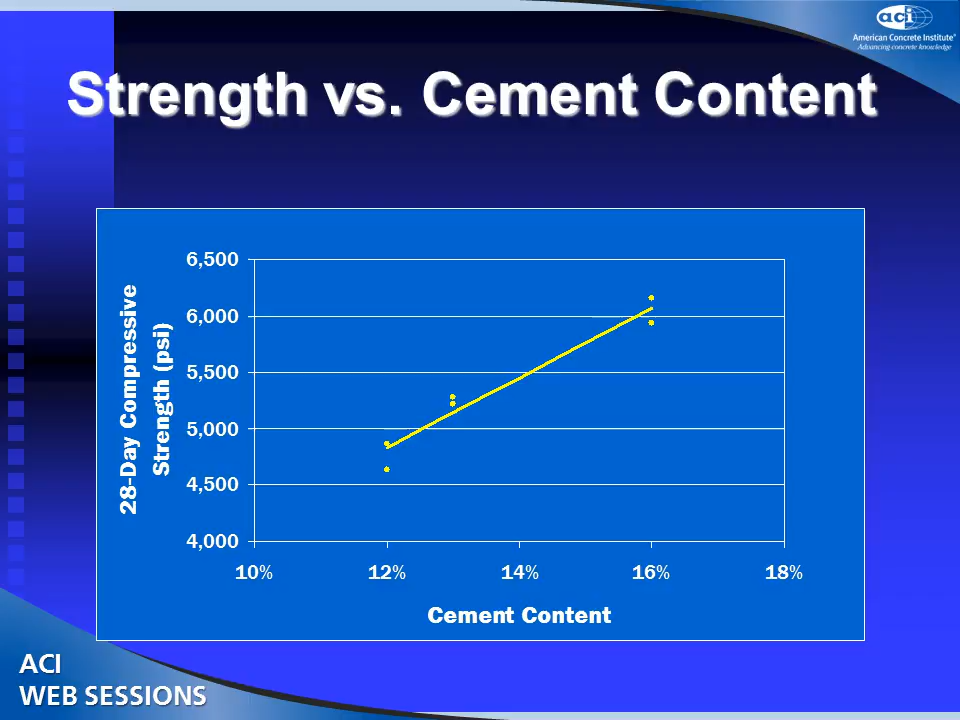 aci
American Concrete Institute®
Advancing concrete knowledge
Strength vs. Cement Content
6,500
6,000
5,500
5,000
4,500
4,000
28-Day Compressive
Strength (psi)
10% 12% 14% 16% 18%
Cement Content
ACI
WEB SESSIONS